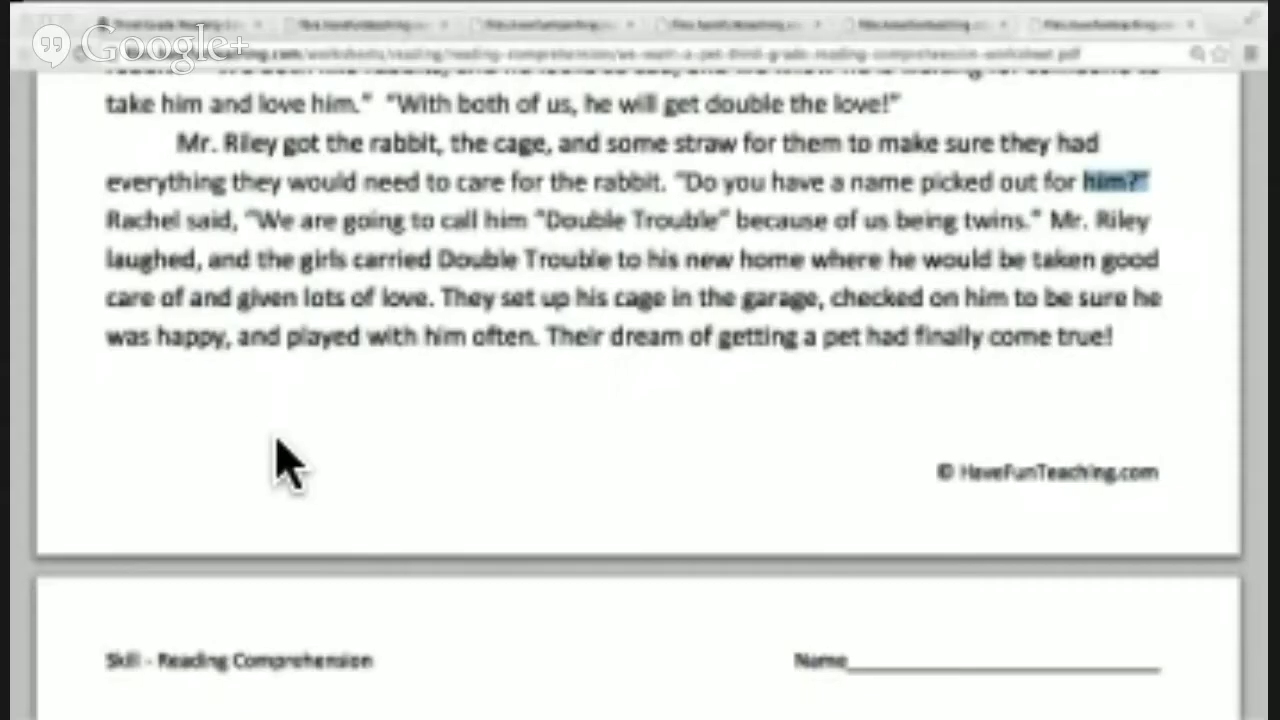 Google+
take him and love him." "With both of us, he will get double the love!"
Mr. Riley got the rabbit, the cage, and some straw for them to make sure they had
everything they would need to care for the rabbit. "Do you have a name picked out for him?"
Rachel said, "We are going to call him "Double Trouble" because of us being twins." Mr. Riley
laughed, and the girls carried Double Trouble to his new home where he would be taken good
care of and given lots of love. They set up his cage in the garage, checked on him to be sure he
was happy, and played with him often. Their dream of getting a pet had finally come true!
© HaveFunTeaching.com
Skill - Reading Comprehension
Name